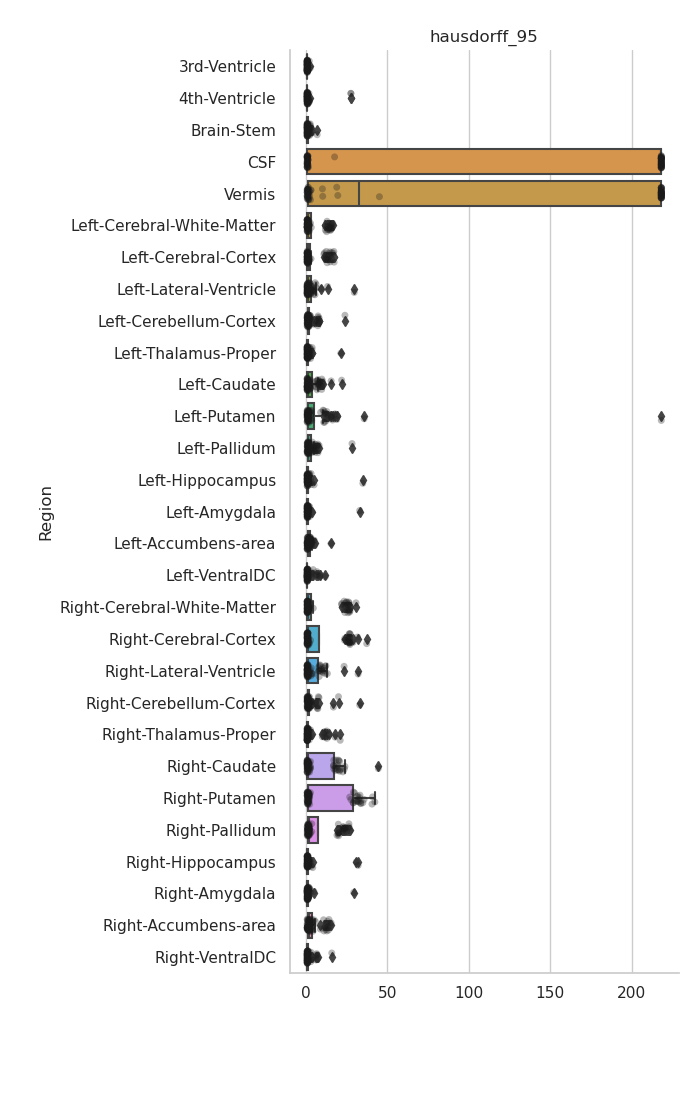 hausdorff_95
3rd-Ventricle
4th-Ventricle
Brain-Stem
CSF
Vermis
Left-Cerebral-White-Matter
Left-Cerebral-Cortex
Left-Lateral-Ventricle
Left-Cerebellum-Cortex
Left-Thalamus-Proper
Left-Caudate
Left-Putamen
Left-Pallidum
Left-Hippocampus
Left-Amygdala
Left-Accumbens-area
Left-VentralDC
Right-Cerebral-White-Matter
Right-Cerebral-Cortex
Right-Lateral-Ventricle
Right-Cerebellum-Cortex
Right-Thalamus-Proper
Right-Caudate
Right-Putamen
Right-Pallidum
Right-Hippocampus
Right-Amygdala
Right-Accumbens-area
Right-VentralDC
Region
0 50 100 150 200